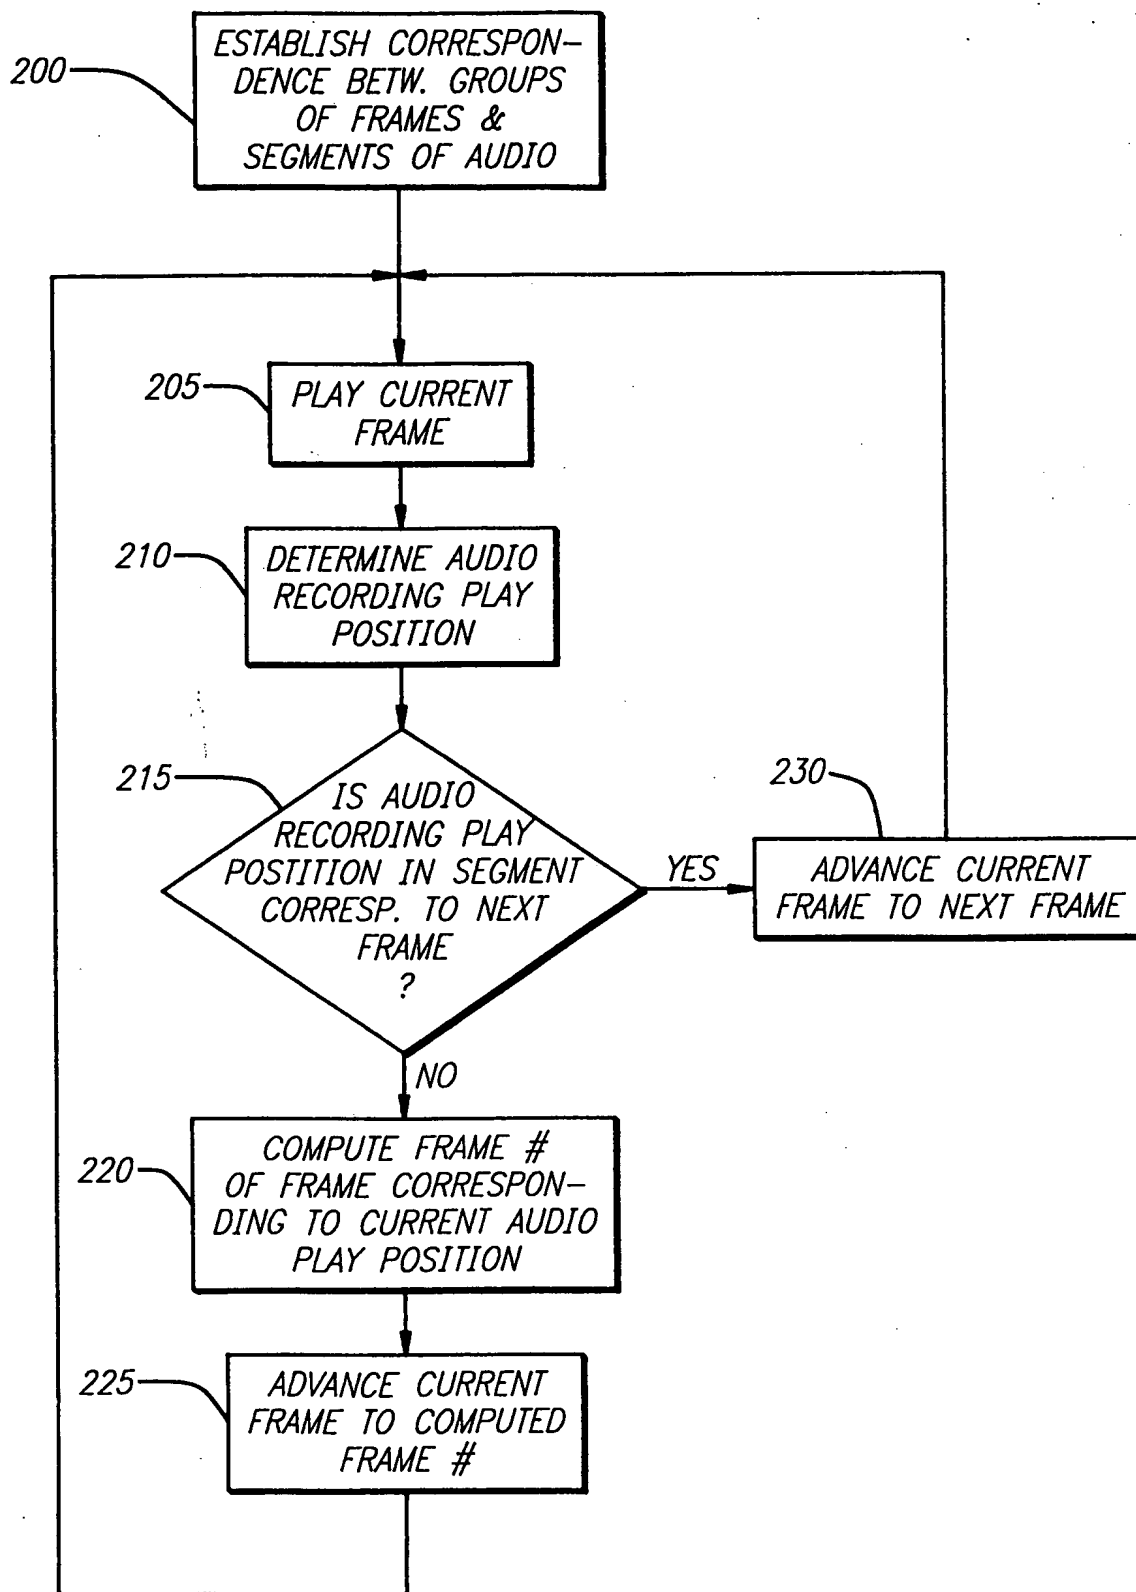 200
ESTABLISH CORRESPON-
DENCE BETW. GROUPS
OF FRAMES &
SEGMENTS OF AUDIO
205
PLAY CURRENT
FRAME
210
DETERMINE AUDIO
RECORDING PLAY
POSITION
215
IS AUDIO
RECORDING PLAY
POSTITION IN SEGMENT
CORRESP. TO NEXT
FRAME
?
YES
230
ADVANCE CURRENT
FRAME TO NEXT FRAME
NO
220
COMPUTE FRAME #
OF FRAME CORRESPON-
DING TO CURRENT AUDIO
PLAY POSITION
225
ADVANCE CURRENT
FRAME TO COMPUTED
FRAME #